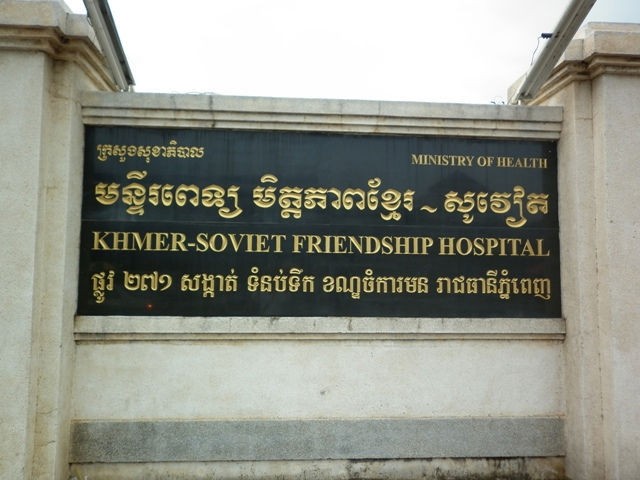 ក្រសួងសុខាភិបាល
MINISTRY OF HEALTH
មន្ទីរពេទ្យ មិត្តភាពខ្មែរ ~ សូវៀត
KHMER-SOVIET FRIENDSHIP HOSPITAL
ផ្លូវ ២៧១ សង្កាត់ ទំនប់ទឹក ខណ្ឌចំការមន រាជធានីភ្នំពេញ